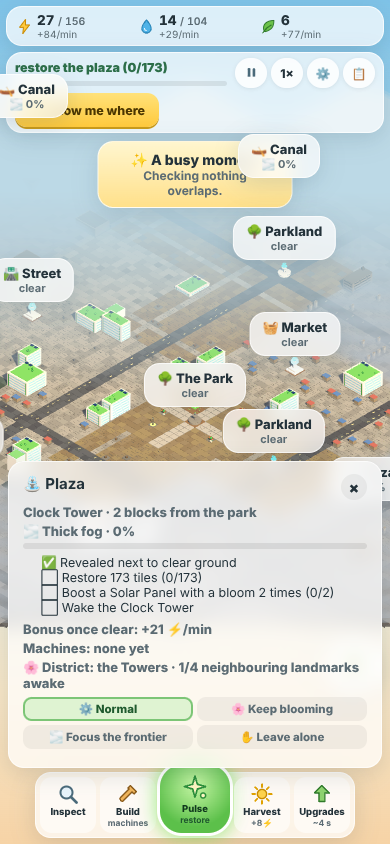 27 / 156
+84/min
14 / 104
+29/min
6
+77/min
restore the plaza (0/173)
1×
Canal
0%
ow me where
✨ A busy mom
Checking nothing
overlaps.
Canal
0%
Parkland
clear
Street
clear
Market
clear
The Park
clear
Parkland
clear
Plaza
Clock Tower · 2 blocks from the park
Thick fog · 0%
✅ Revealed next to clear ground
Restore 173 tiles (0/173)
Boost a Solar Panel with a bloom 2 times (0/2)
Wake the Clock Tower
Bonus once clear: +21 ⚡/min
Machines: none yet
🌸 District: the Towers · 1/4 neighbouring landmarks
awake
Normal
Keep blooming
Focus the frontier
Leave alone
Inspect
Build
machines
Pulse
restore
Harvest
+8⚡
Upgrades
~4 s